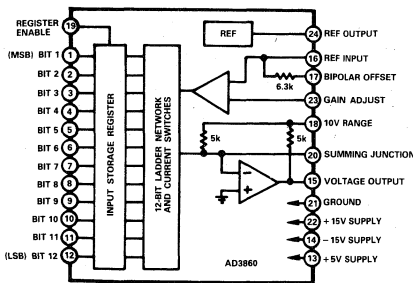 REGISTER
ENABLE
19
REF
24 REF OUTPUT
(MSB) BIT 1 1
BIT 2 2
BIT 3 3
BIT 4 4
BIT 5 5
BIT 6 6
BIT 7 7
BIT 8 8
BIT 9 9
BIT 10 10
BIT 11 11
(LSB) BIT 12 12
INPUT STORAGE REGISTER
12-BIT LADDER NETWORK
AND CURRENT SWITCHES
16 REF INPUT
6.3k
17 BIPOLAR OFFSET
23 GAIN ADJUST
18 10V RANGE
5k
5k
20 SUMMING JUNCTION
-
+
15 VOLTAGE OUTPUT
21 GROUND
22 + 15V SUPPLY
14 - 15V SUPPLY
13 +5V SUPPLY
AD3860